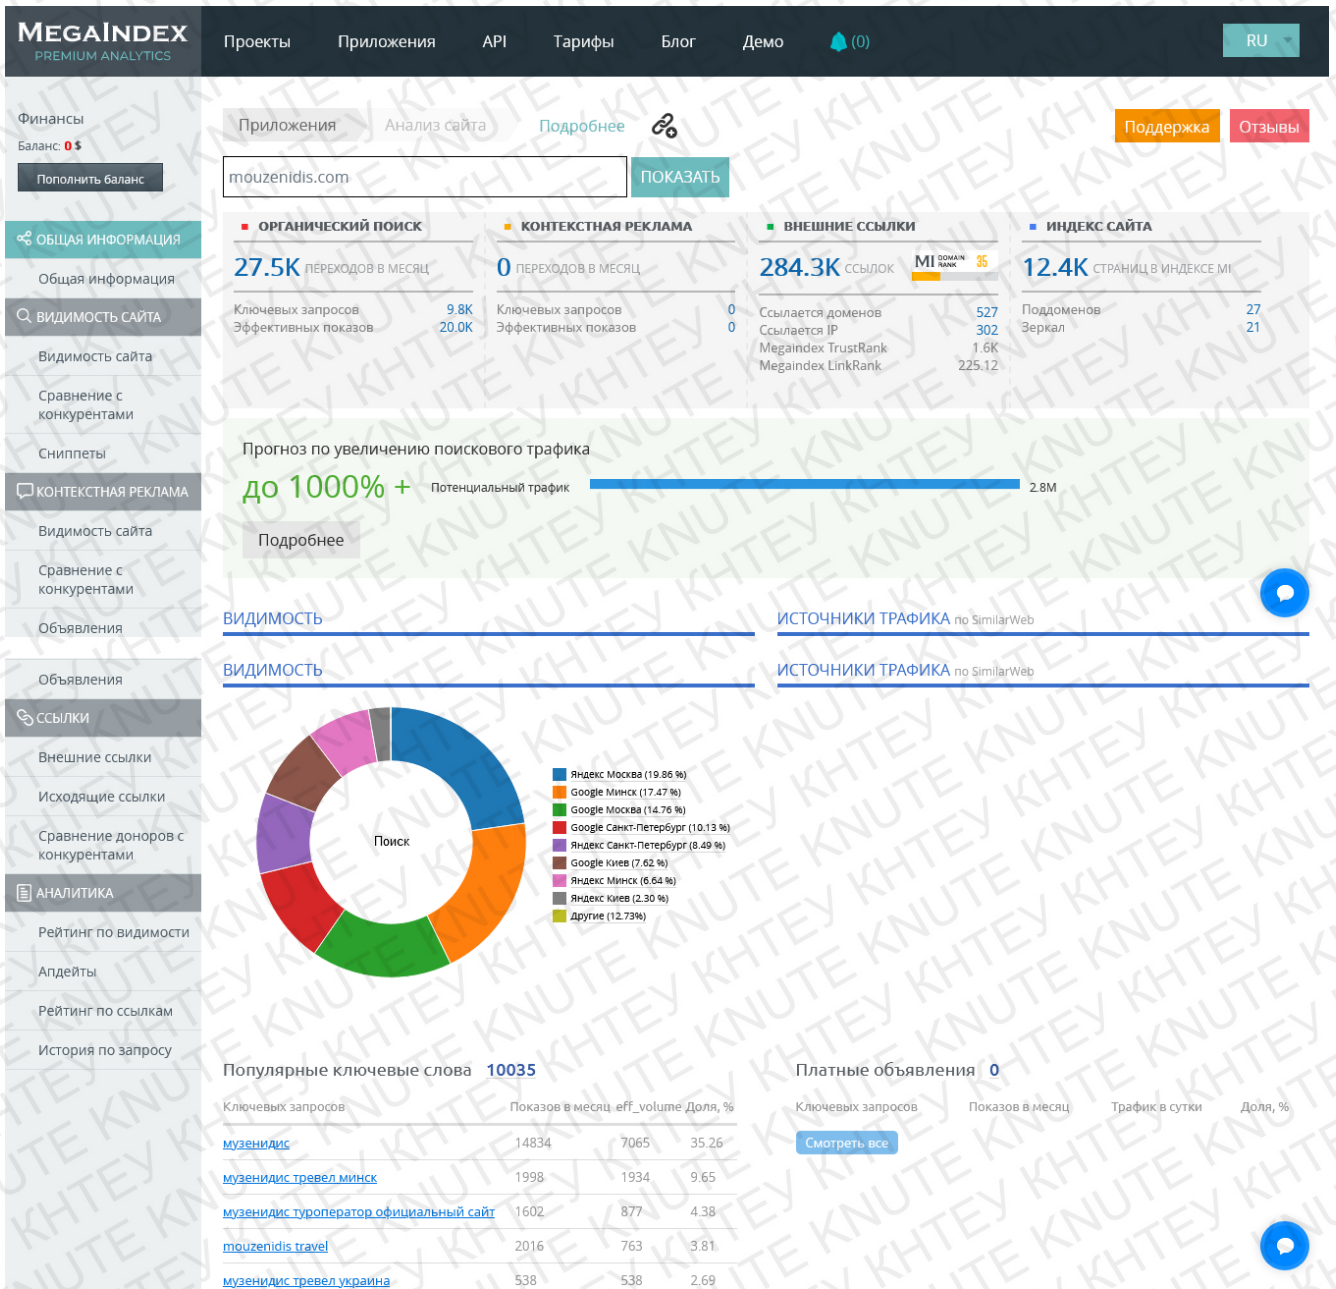 MEGAINDEX
PREMIUM ANALYTICS
Проекты Приложения API Тарифы Блог Демо (0) RU
Финансы
Баланс: 0 $
Пополнить баланс
ОБЩАЯ ИНФОРМАЦИЯ
Общая информация
ВИДИМОСТЬ САЙТА
Видимость сайта
Сравнение с
конкурентами
Сниппеты
КОНТЕКСТНАЯ РЕКЛАМА
Видимость сайта
Сравнение с
конкурентами
Объявления
Объявления
ССЫЛКИ
Внешние ссылки
Исходящие ссылки
Сравнение доноров с
конкурентами
АНАЛИТИКА
Рейтинг по видимости
Апдейты
Рейтинг по ссылкам
История по запросу
Приложения Анализ сайта Подробнее Поддержка Отзывы
mouzenidis.com ПОКАЗАТЬ
ОРГАНИЧЕСКИЙ ПОИСК
27.5K ПЕРЕХОДОВ В МЕСЯЦ
Ключевых запросов 9.8K
Эффективных показов 20.0K
КОНТЕКСТНАЯ РЕКЛАМА
0 ПЕРЕХОДОВ В МЕСЯЦ
Ключевых запросов 0
Эффективных показов 0
ВНЕШНИЕ ССЫЛКИ
284.3K ССЫЛОК MI DOMAIN RANK 35
Ссылается доменов 527
Ссылается IP 302
Megaindex TrustRank 1.6K
Megaindex LinkRank 225.12
ИНДЕКС САЙТА
12.4K СТРАНИЦ В ИНДЕКСЕ MI
Поддоменов 27
Зеркал 21
Прогноз по увеличению поискового трафика
до 1000% + Потенциальный трафик 2.8M
Подробнее
ВИДИМОСТЬ ИСТОЧНИКИ ТРАФИКА по SimilarWeb
ВИДИМОСТЬ ИСТОЧНИКИ ТРАФИКА по SimilarWeb
Поиск
Яндекс Москва (19.86 %)
Google Минск (17.47 %)
Google Москва (14.76 %)
Google Санкт-Петербург (10.13 %)
Яндекс Санкт-Петербург (8.49 %)
Google Киев (7.62 %)
Яндекс Минск (6.64 %)
Яндекс Киев (2.30 %)
Другие (12.73%)
Популярные ключевые слова 10035
Ключевых запросов Показов в месяц eff_volume Доля, %
музенидис 14834 7065 35.26
музенидис тревел минск 1998 1934 9.65
музенидис туроператор официальный сайт 1602 877 4.38
mouzenidis travel 2016 763 3.81
музенидис тревел украина 538 538 2.69
Платные объявления 0
Ключевых запросов Показов в месяц Трафик в сутки Доля, %
Смотреть все
KNUTE КНТЕУ